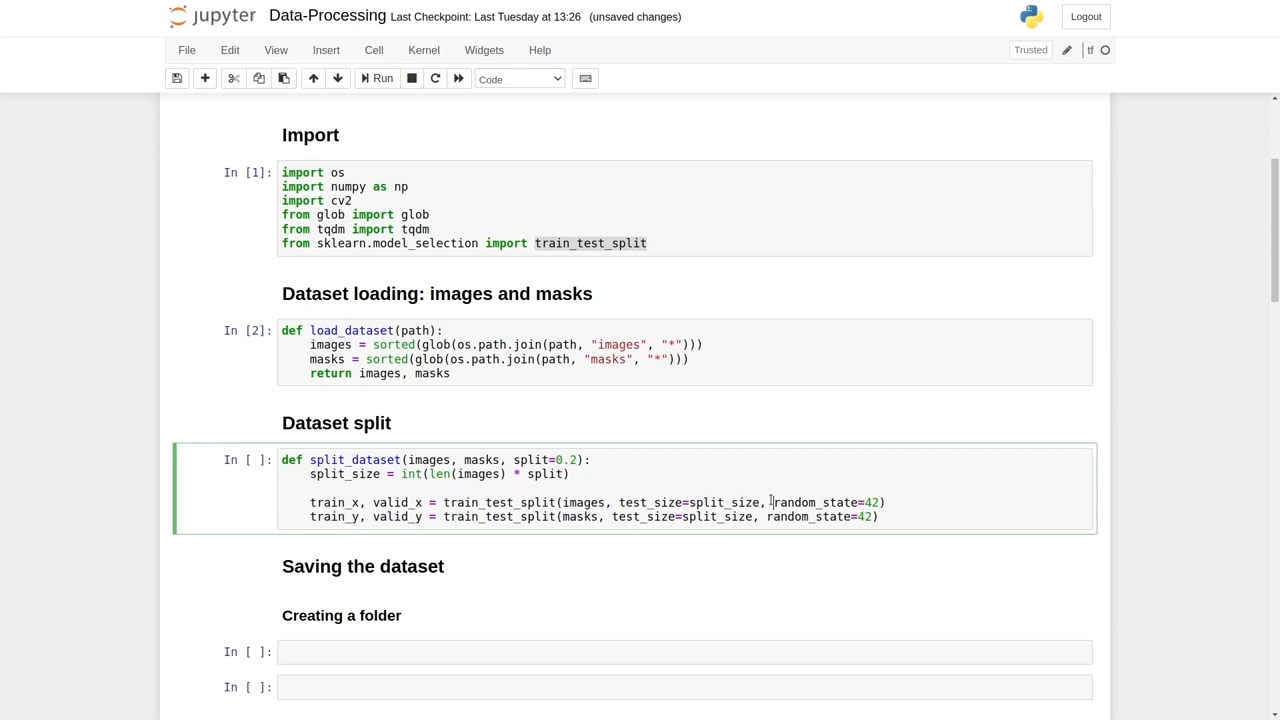 jupyter Data-Processing Last Checkpoint: Last Tuesday at 13:26 (unsaved changes) Logout
File Edit View Insert Cell Kernel Widgets Help Trusted tf
Run Code
Import
In [1]: import os
import numpy as np
import cv2
from glob import glob
from tqdm import tqdm
from sklearn.model_selection import train_test_split
Dataset loading: images and masks
In [2]: def load_dataset(path):
    images = sorted(glob(os.path.join(path, "images", "*")))
    masks = sorted(glob(os.path.join(path, "masks", "*")))
    return images, masks
Dataset split
In [ ]: def split_dataset(images, masks, split=0.2):
    split_size = int(len(images) * split)
    train_x, valid_x = train_test_split(images, test_size=split_size, random_state=42)
    train_y, valid_y = train_test_split(masks, test_size=split_size, random_state=42)
Saving the dataset
Creating a folder
In [ ]:
In [ ]: